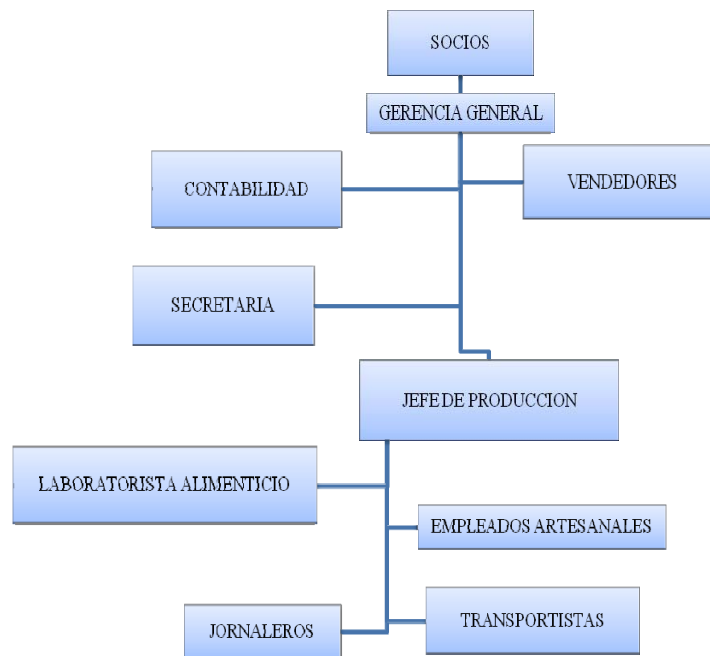 SOCIOS
GERENCIA GENERAL
CONTABILIDAD
VENDEDORES
SECRETARIA
JEFE DE PRODUCCION
LABORATORISTA ALIMENTICIO
EMPLEADOS ARTESANALES
JORNALEROS
TRANSPORTISTAS